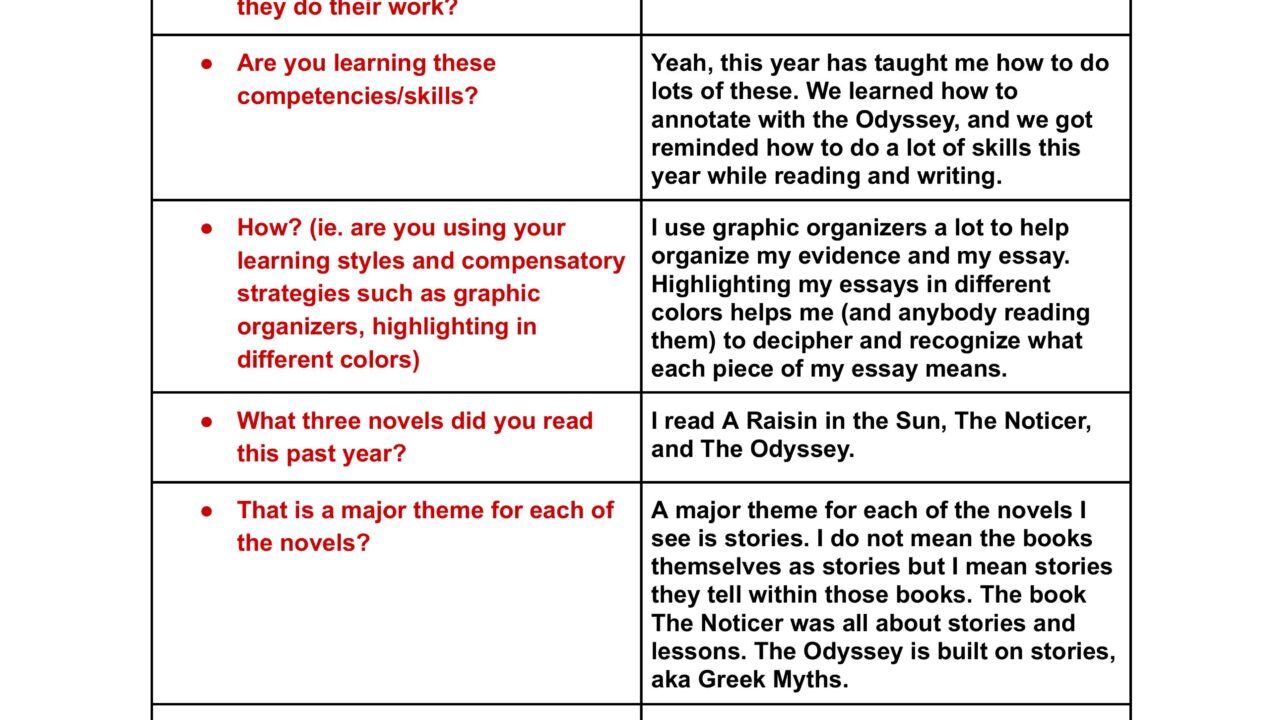 they do their work?
● Are you learning these
competencies/skills?
Yeah, this year has taught me how to do
lots of these. We learned how to
annotate with the Odyssey, and we got
reminded how to do a lot of skills this
year while reading and writing.
● How? (ie. are you using your
learning styles and compensatory
strategies such as graphic
organizers, highlighting in
different colors)
I use graphic organizers a lot to help
organize my evidence and my essay.
Highlighting my essays in different
colors helps me (and anybody reading
them) to decipher and recognize what
each piece of my essay means.
● What three novels did you read
this past year?
I read A Raisin in the Sun, The Noticer,
and The Odyssey.
● That is a major theme for each of
the novels?
A major theme for each of the novels I
see is stories. I do not mean the books
themselves as stories but I mean stories
they tell within those books. The book
The Noticer was all about stories and
lessons. The Odyssey is built on stories,
aka Greek Myths.